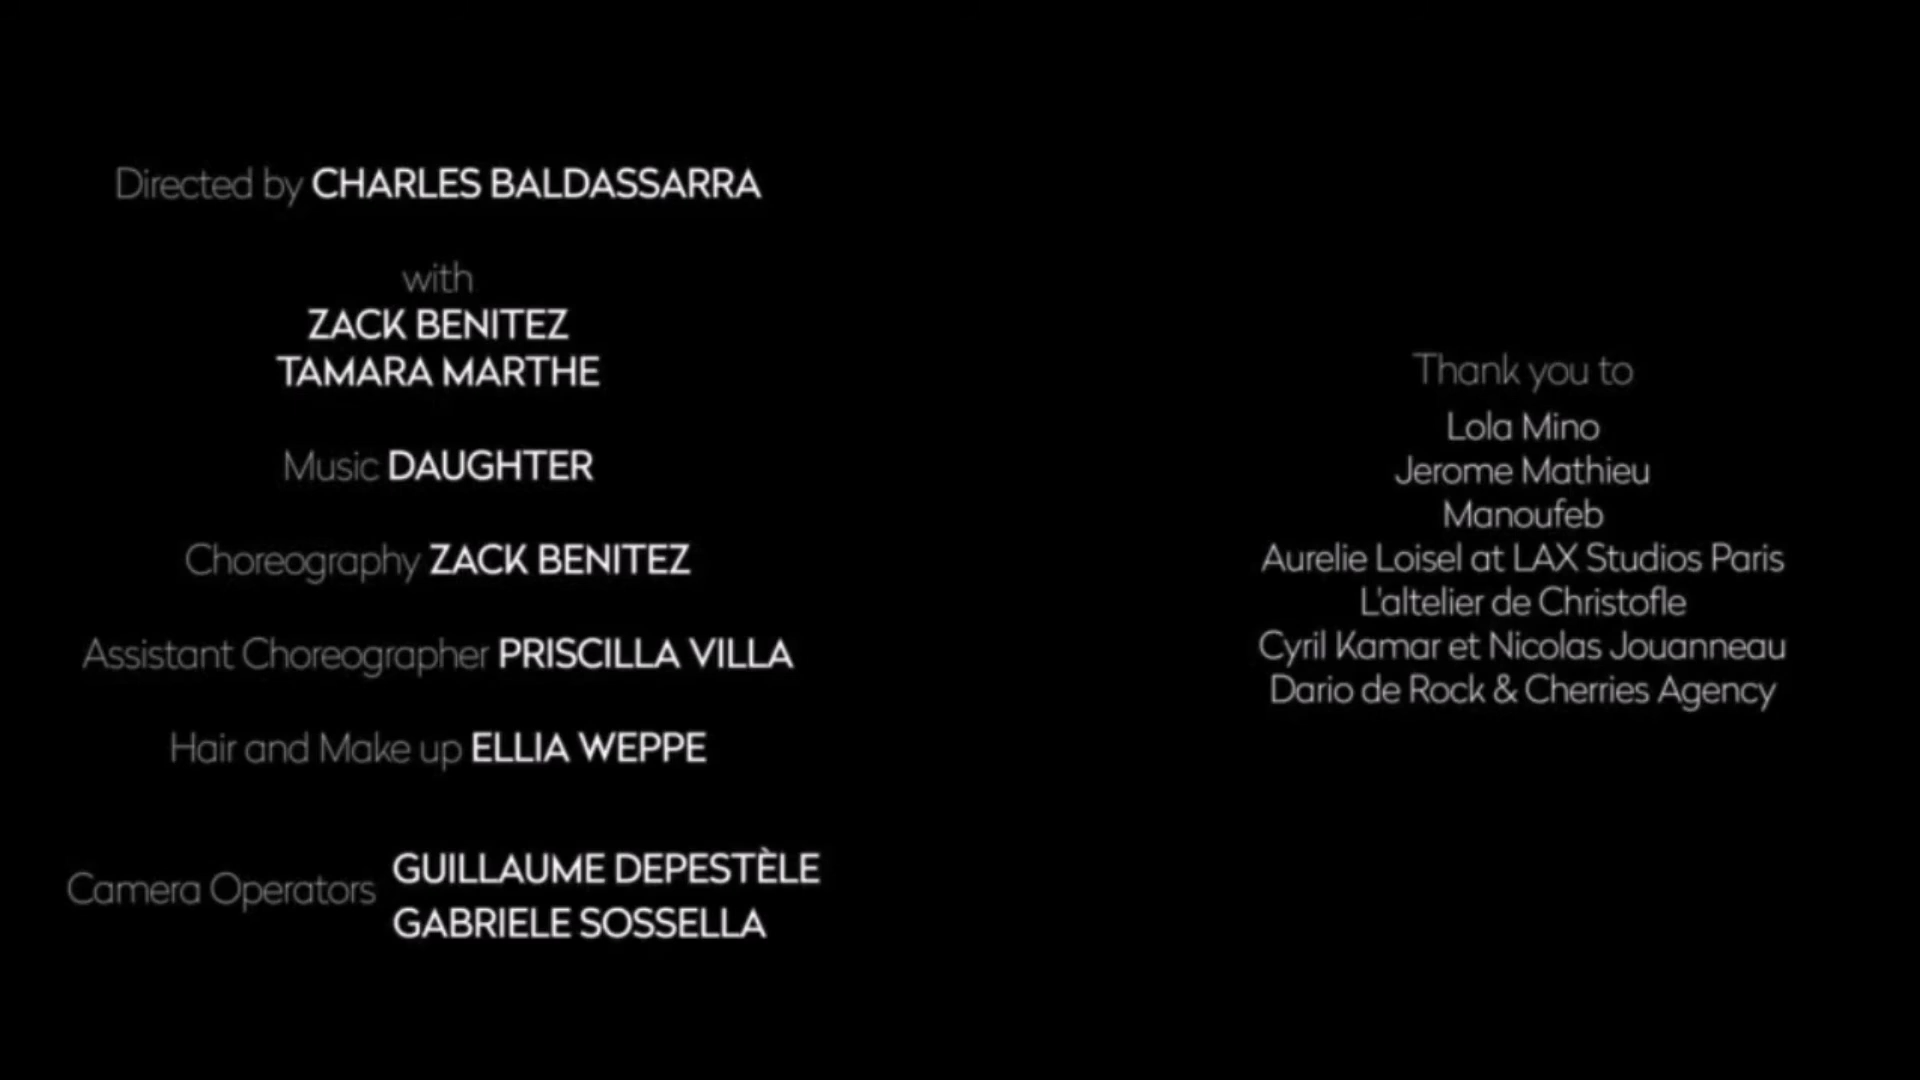 Directed by CHARLES BALDASSARRA
with
ZACK BENITEZ
TAMARA MARTHE
Music DAUGHTER
Choreography ZACK BENITEZ
Assistant Choreographer PRISCILLA VILLA
Hair and Make up ELLIA WEPPE
Camera Operators
GUILLAUME DEPESTÈLE
GABRIELE SOSSELLA
Thank you to
Lola Mino
Jerome Mathieu
Manoufeb
Aurelie Loisel at LAX Studios Paris
L'altelier de Christofle
Cyril Kamar et Nicolas Jouanneau
Dario de Rock & Cherries Agency